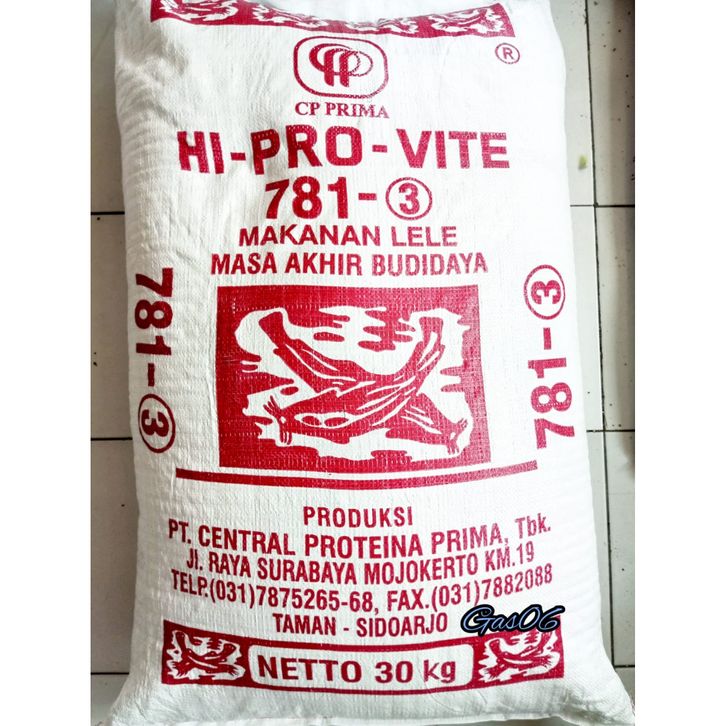 ®
CP PRIMA
HI-PRO-VITE
781-③
MAKANAN LELE
MASA AKHIR BUDIDAYA
781-③
781-③
PRODUKSI
PT. CENTRAL PROTEINA PRIMA, Tbk.
Jl. RAYA SURABAYA MOJOKERTO KM.19
TELP.(031)7875265-68, FAX.(031)7882088
TAMAN - SIDOARJO
Gas06
NETTO 30 kg